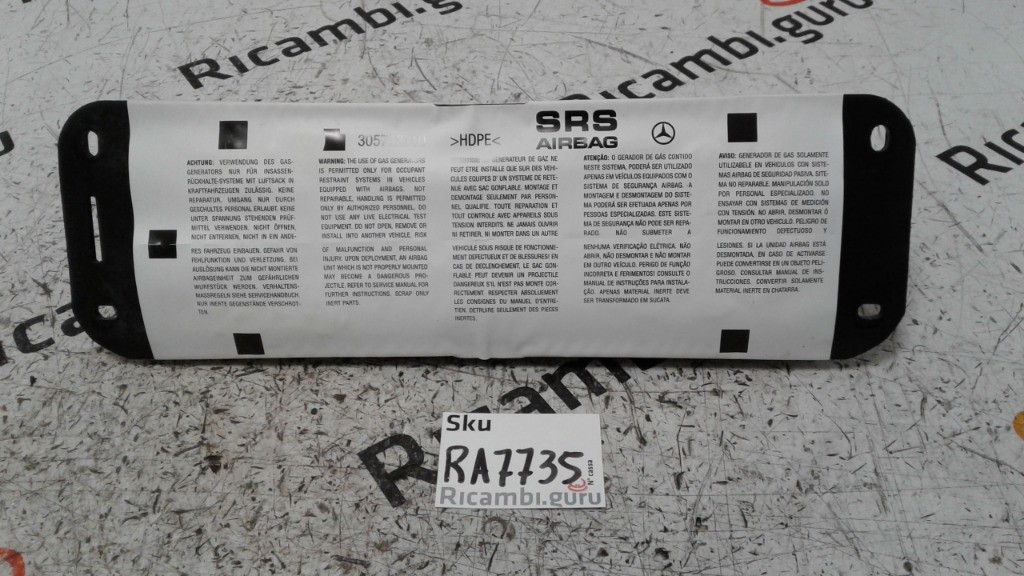 Ricambi.guru
Ricambi.guru
>HDPE<
SRS
AIRBAG
ACHTUNG: VERWENDUNG DES GAS-
GENERATORS NUR FÜR INSASSEN-
RÜCKHALTE-SYSTEME MIT LUFTSACK IN
KRAFTFAHRZEUGEN ZULÄSSIG. KEINE
REPARATUR, UMGANG NUR DURCH
GESCHULTES PERSONAL ERLAUBT. KEINE
UNTER SPANNUNG STEHENDEN PRÜF-
MITTEL VERWENDEN. NICHT ÖFFNEN,
NICHT ENTFERNEN, NICHT IN EIN ANDE-
RES FAHRZEUG EINBAUEN. GEFAHR VON
FEHLFUNKTION UND VERLETZUNG. BEI
AUSLÖSUNG KANN DIE NICHT MONTIERTE
AIRBAGEINHEIT ZUM GEFÄHRLICHEN
WURFSTÜCK WERDEN. VERHALTENS-
MASSREGELN SIEHE SERVICEHANDBUCH.
NUR INERTE GEGENSTÄNDE VERSCHROT-
TEN.
WARNING: THE USE OF GAS GENERATORS
IS PERMITTED ONLY FOR OCCUPANT
RESTRAINT SYSTEMS IN VEHICLES
EQUIPPED WITH AIRBAGS. NOT
REPAIRABLE. HANDLING IS PERMITTED
ONLY BY AUTHORIZED PERSONNEL. DO
NOT USE ANY LIVE ELECTRICAL TEST
EQUIPMENT. DO NOT OPEN, REMOVE OR
INSTALL INTO ANOTHER VEHICLE. RISK
OF MALFUNCTION AND PERSONAL
INJURY. UPON DEPLOYMENT, AN AIRBAG
UNIT WHICH IS NOT PROPERLY MOUNTED
MAY BECOME A DANGEROUS PRO-
JECTILE. REFER TO SERVICE MANUAL FOR
FURTHER INSTRUCTIONS. SCRAP ONLY
INERT PARTS.
GENERATEUR DE GAZ NE
PEUT ETRE INSTALLE QUE SUR DES VEHI-
CULES EQUIPES D' UN SYSTEME DE RETE-
NUE AVEC SAC GONFLABLE. MONTAGE ET
DEMONTAGE SEULEMENT PAR PERSON-
NEL QUALIFIE. TOUTE REPARATION ET
TOUT CONTROLE AVEC APPAREILS SOUS
TENSION INTERDITS. NE JAMAIS OUVRIR
NI RETIRER, NI MONTER DANS UN AUTRE
VEHICULE SOUS RISQUE DE FONCTIONNE-
MENT DEFECTUEUX ET DE BLESSURES! EN
CAS DE DECLENCHEMENT, LE SAC GON-
FLABLE PEUT DEVENIR UN PROJECTILE
DANGEREUX S'IL N'EST PAS MONTE COR-
RECTEMENT. RESPECTER ABSOLUMENT
LES CONSIGNES DU MANUEL D'ENTRE-
TIEN. DETRUIRE SEULEMENT DES PIECES
INERTES.
ATENÇÃO: O GERADOR DE GÁS CONTIDO
NESTE SISTEMA, PODERÁ SER UTILIZADO
APENAS EM VEÍCULOS EQUIPADOS COM O
SISTEMA DE SEGURANÇA AIRBAG. A
MONTAGEM E DESMONTAGEM DO SISTE-
MA PODERÁ SER EFETUADA APENAS POR
PESSOAS ESPECIALIZADAS. ESTE SISTE-
MA DE SEGURANÇA NÃO PODE SER REPA-
RADO. NÃO SUBMETER A
NENHUMA VERIFICAÇÃO ELÉTRICA. NÃO
ABRIR, NÃO DESMONTAR E NÃO MONTAR
EM OUTRO VEÍCULO. PERIGO DE FUNÇÃO
INCORRETA E FERIMENTOS! CONSULTE O
MANUAL DE INSTRUÇÕES PARA INSTALA-
ÇÃO. APENAS MATERIAL INERTE DEVE
SER TRANSFORMADO EM SUCATA.
AVISO: GENERADOR DE GAS SOLAMENTE
UTILIZABLE EN VEHÍCULOS CON SISTE-
MAS AIRBAG DE SEGURIDAD PASIVA. SISTE-
MA NO REPARABLE. MANIPULACIÓN SOLO
POR PERSONAL ESPECIALIZADO. NO
ENSAYAR CON SISTEMAS DE MEDICIÓN
CON TENSIÓN. NO ABRIR, DESMONTAR Ó
MONTAR EN OTRO VEHÍCULO. PELIGRO DE
FUNCIONAMIENTO DEFECTUOSO Y
LESIONES. SI LA UNIDAD AIRBAG ESTÁ
DESMONTADA, EN CASO DE ACTIVARSE
PUEDE CONVERTIRSE EN UN OBJETO PELI-
GROSO. CONSULTAR MANUAL DE INS-
TRUCCIONES. CONVERTIR SOLAMENTE
MATERIAL INERTE EN CHATARRA.
Sku
RA7735
N° cassa
Ricambi.guru